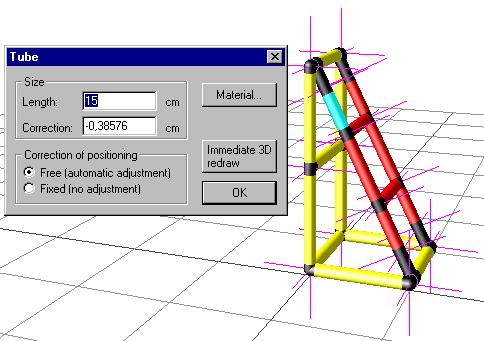 Tube
Size
Length: 15 cm
Material...
Correction: -0,38576 cm
Correction of positioning
Free (automatic adjustment)
Fixed (no adjustment)
Immediate 3D
redraw
OK